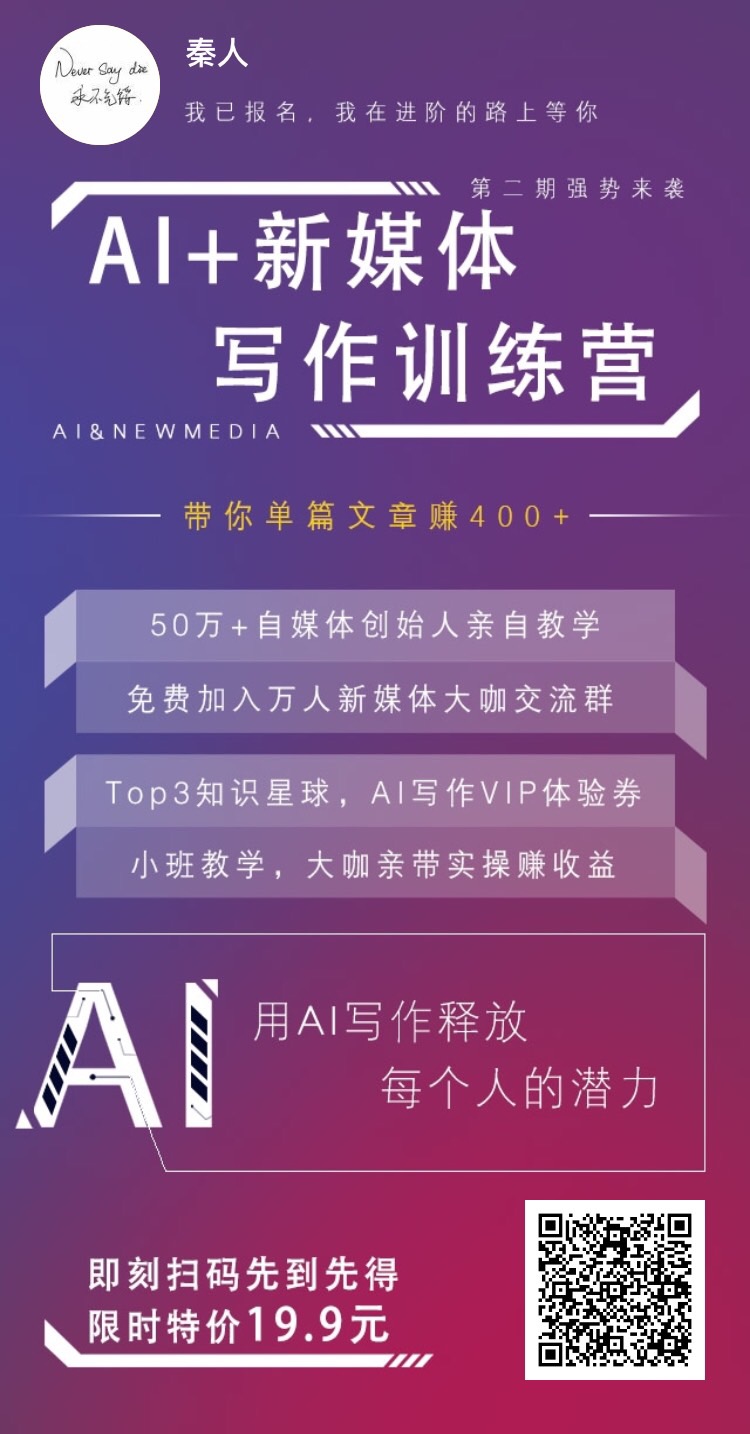 Never Say die
永不气馁.
秦人
我已报名，我在进阶的路上等你
第二期强势来袭
AI+新媒体
写作训练营
AI&NEWMEDIA
带你单篇文章赚400+
50万+自媒体创始人亲自教学
免费加入万人新媒体大咖交流群
Top3知识星球，AI写作VIP体验券
小班教学，大咖亲带实操赚收益
AI
用AI写作释放
每个人的潜力
即刻扫码先到先得
限时特价19.9元